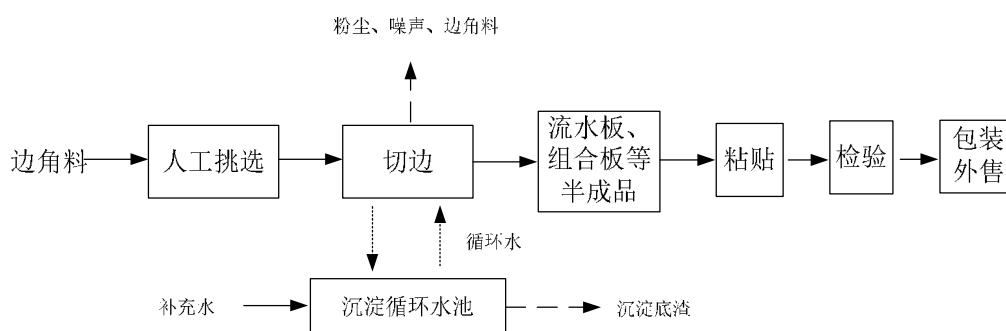 粉尘、噪声、边角料
边角料
人工挑选
切边
流水板、
组合板等
半成品
粘贴
检验
包装
外售
循环水
补充水
沉淀循环水池
沉淀底渣